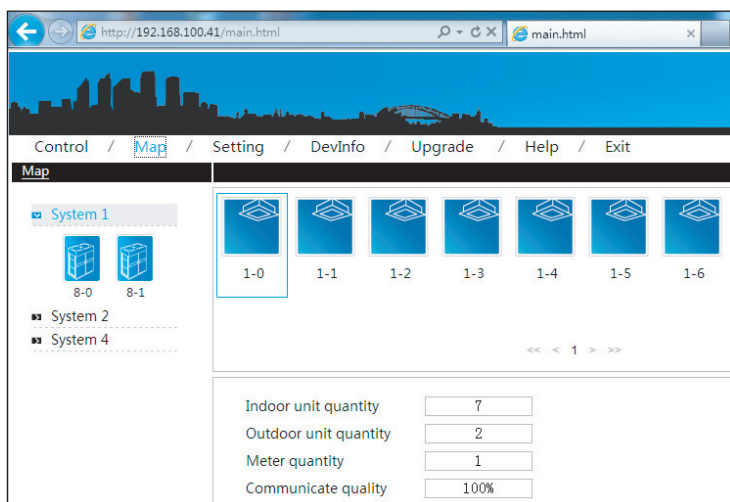 http://192.168.100.41/main.html
main.html
Control / Map / Setting / DevInfo / Upgrade / Help / Exit
Map
System 1
8-0 8-1
System 2
System 4
1-0 1-1 1-2 1-3 1-4 1-5 1-6
<< < 1 > >>
Indoor unit quantity 7
Outdoor unit quantity 2
Meter quantity 1
Communicate quality 100%